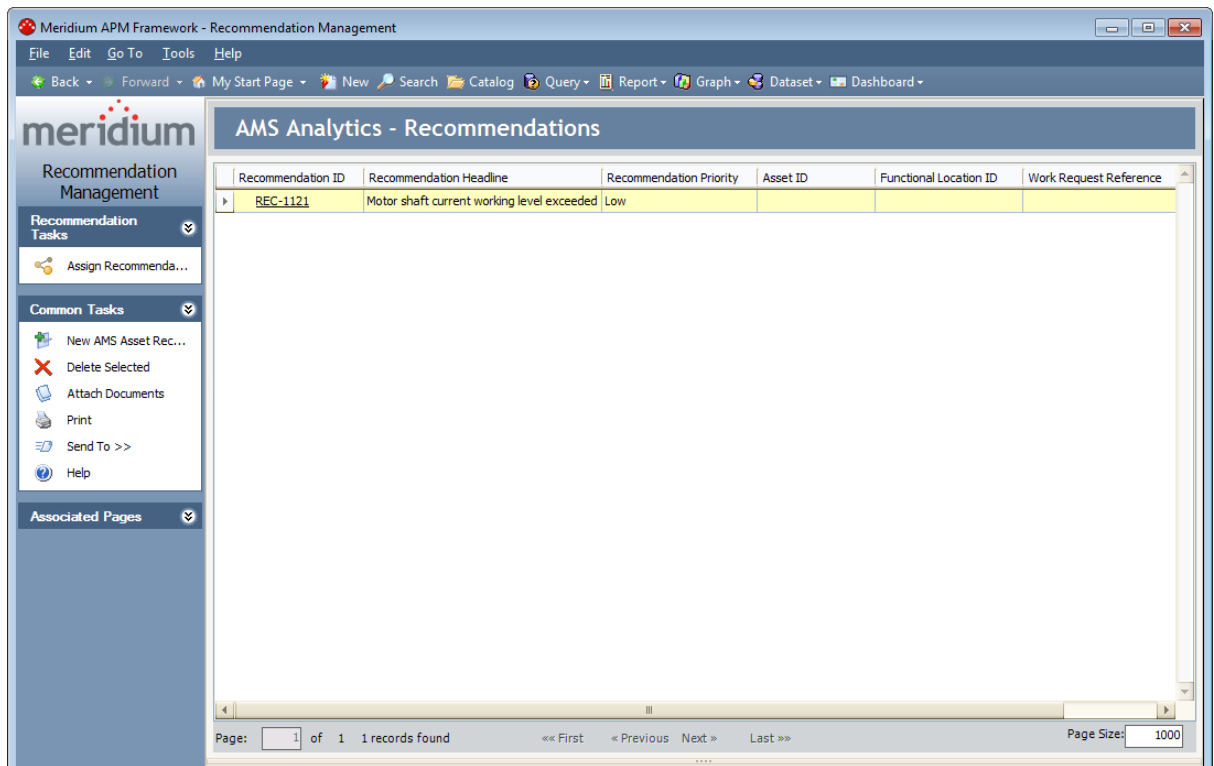 Meridium APM Framework - Recommendation Management
File Edit Go To Tools Help
Back Forward My Start Page New Search Catalog Query Report Graph Dataset Dashboard
meridium
Recommendation
Management
Recommendation
Tasks
Assign Recommenda...
Common Tasks
New AMS Asset Rec...
Delete Selected
Attach Documents
Print
Send To >>
Help
Associated Pages
AMS Analytics - Recommendations
Recommendation ID Recommendation Headline Recommendation Priority Asset ID Functional Location ID Work Request Reference
REC-1121 Motor shaft current working level exceeded Low
Page: 1 of 1 1 records found «« First « Previous Next » Last »» Page Size: 1000